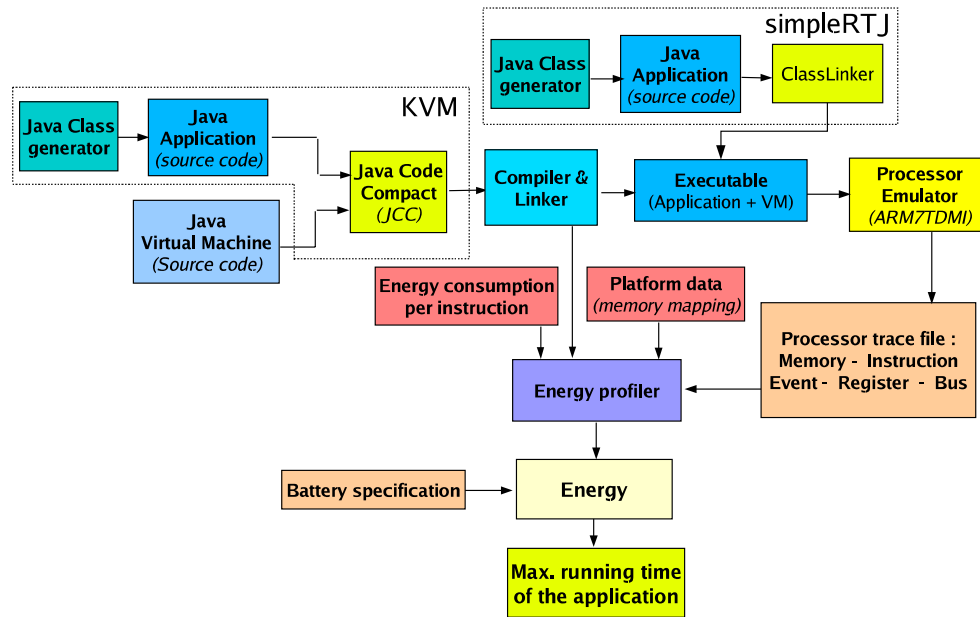 simpleRTJ
Java Class
generator
Java
Application
(source code)
ClassLinker
KVM
Java Class
generator
Java
Application
(source code)
Java Code
Compact
(JCC)
Java
Virtual Machine
(Source code)
Compiler &
Linker
Executable
(Application + VM)
Processor
Emulator
(ARM7TDMI)
Energy consumption
per instruction
Platform data
(memory mapping)
Processor trace file :
Memory - Instruction
Event - Register - Bus
Energy profiler
Battery specification
Energy
Max. running time
of the application